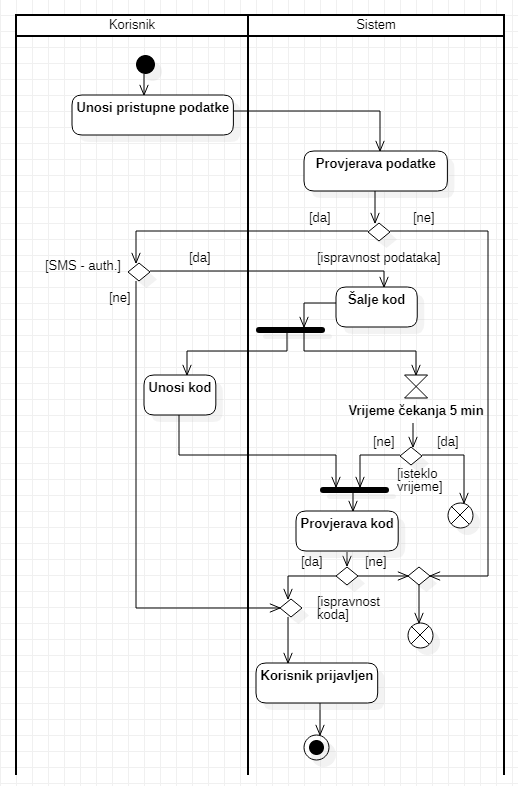 Korisnik
Sistem
Unosi pristupne podatke
Provjerava podatke
[da]
[ne]
[SMS - auth.]
[da]
[ispravnost podataka]
[ne]
Šalje kod
Unosi kod
Vrijeme čekanja 5 min
[ne]
[da]
[isteklo
vrijeme]
Provjerava kod
[da]
[ne]
[ispravnost
koda]
Korisnik prijavljen